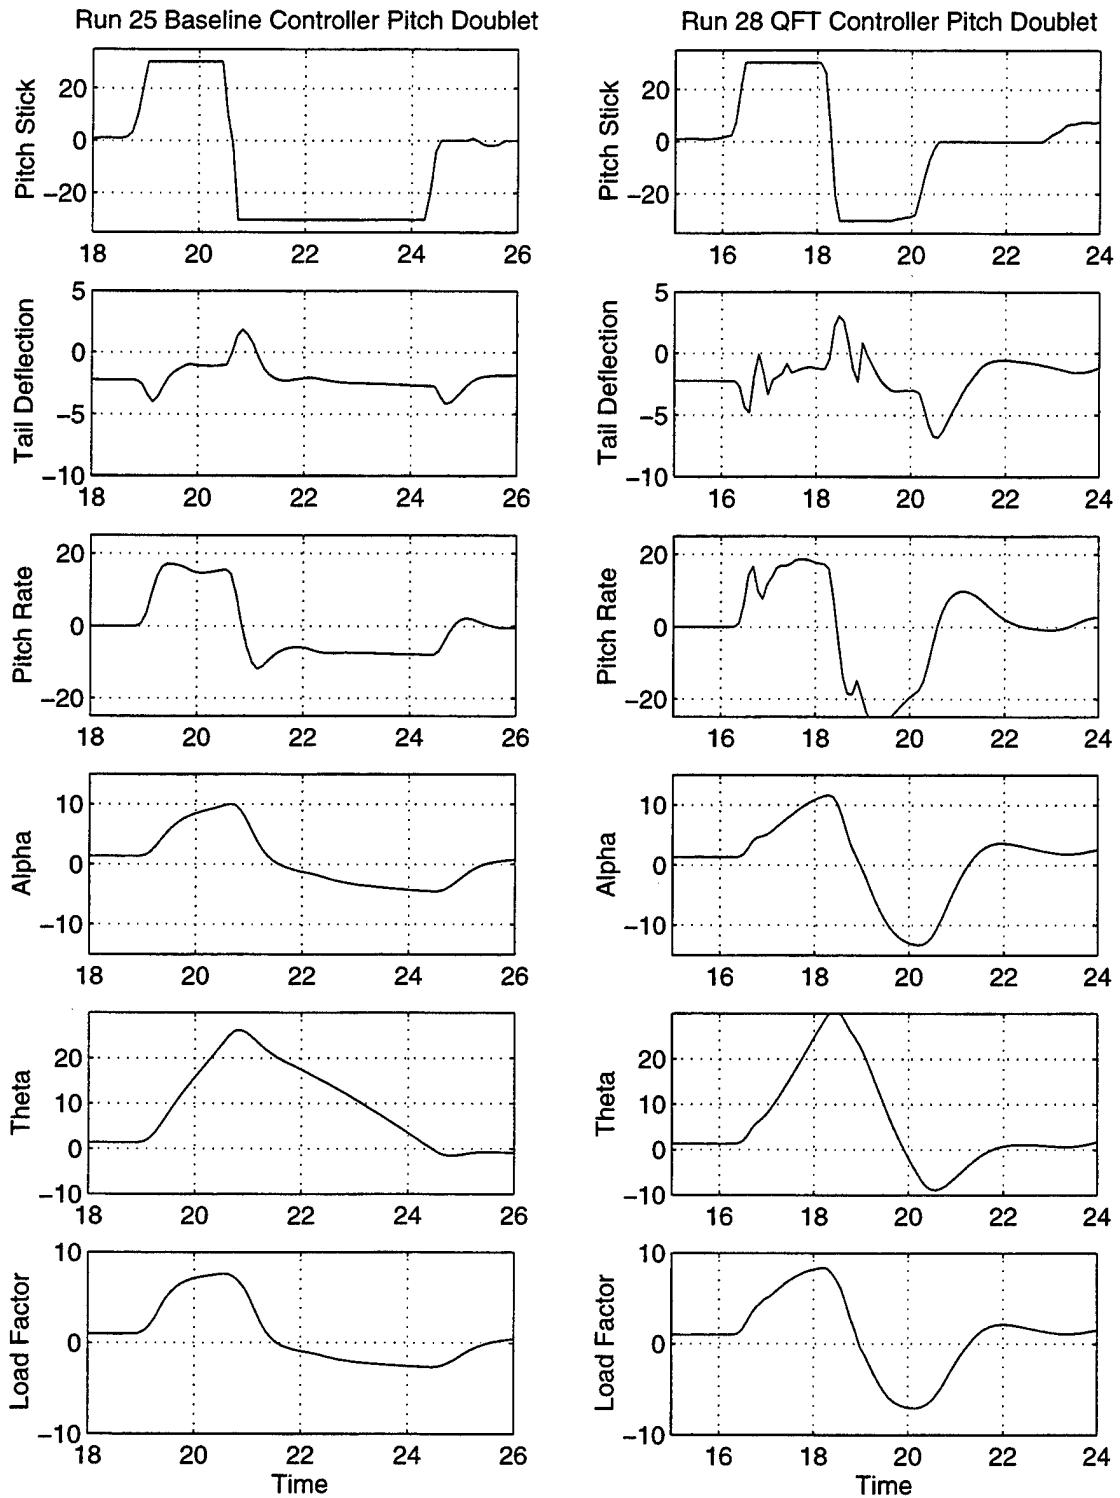 Run 25 Baseline Controller Pitch Doublet
Pitch Stick
20
0
−20
18 20 22 24 26
Tail Deflection
5
0
−5
−10
18 20 22 24 26
Pitch Rate
20
0
−20
18 20 22 24 26
Alpha
10
0
−10
18 20 22 24 26
Theta
20
10
0
−10
18 20 22 24 26
Load Factor
10
0
−10
18 20 22 24 26
Time
Run 28 QFT Controller Pitch Doublet
Pitch Stick
20
0
−20
16 18 20 22 24
Tail Deflection
5
0
−5
−10
16 18 20 22 24
Pitch Rate
20
0
−20
16 18 20 22 24
Alpha
10
0
−10
16 18 20 22 24
Theta
20
10
0
−10
16 18 20 22 24
Load Factor
10
0
−10
16 18 20 22 24
Time